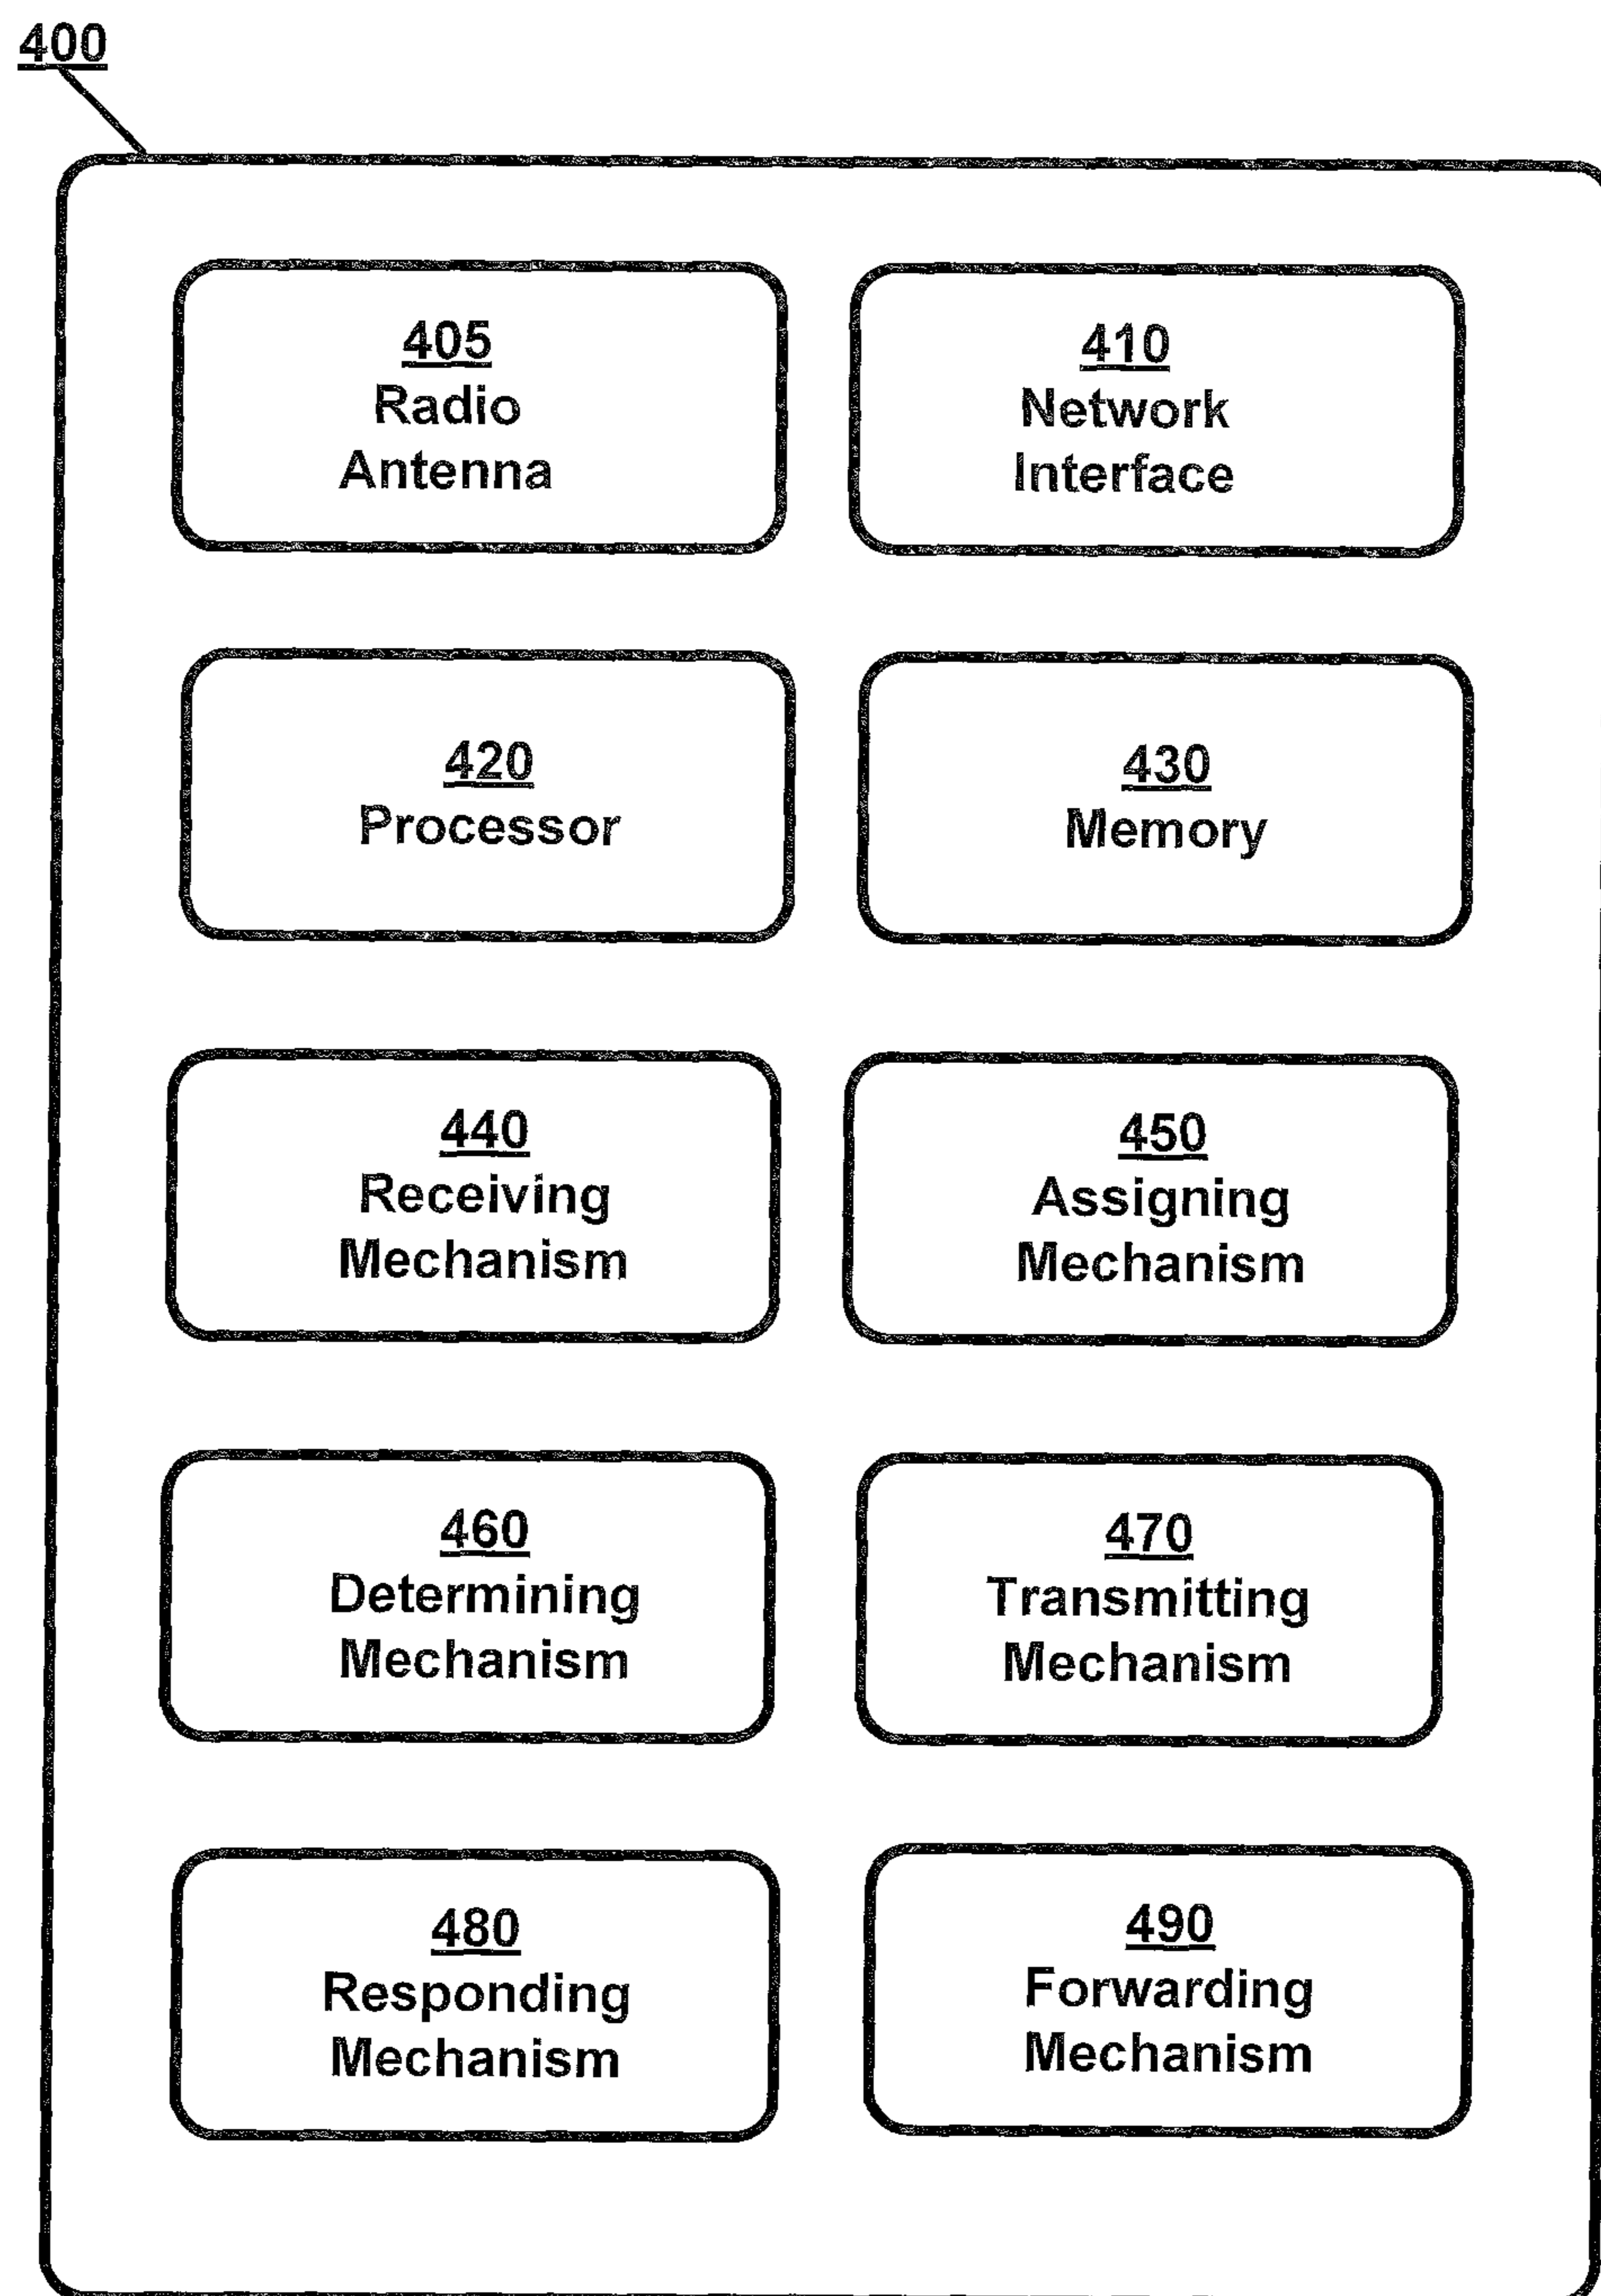 400
405
Radio
Antenna
410
Network
Interface
420
Processor
430
Memory
440
Receiving
Mechanism
450
Assigning
Mechanism
460
Determining
Mechanism
470
Transmitting
Mechanism
480
Responding
Mechanism
490
Forwarding
Mechanism